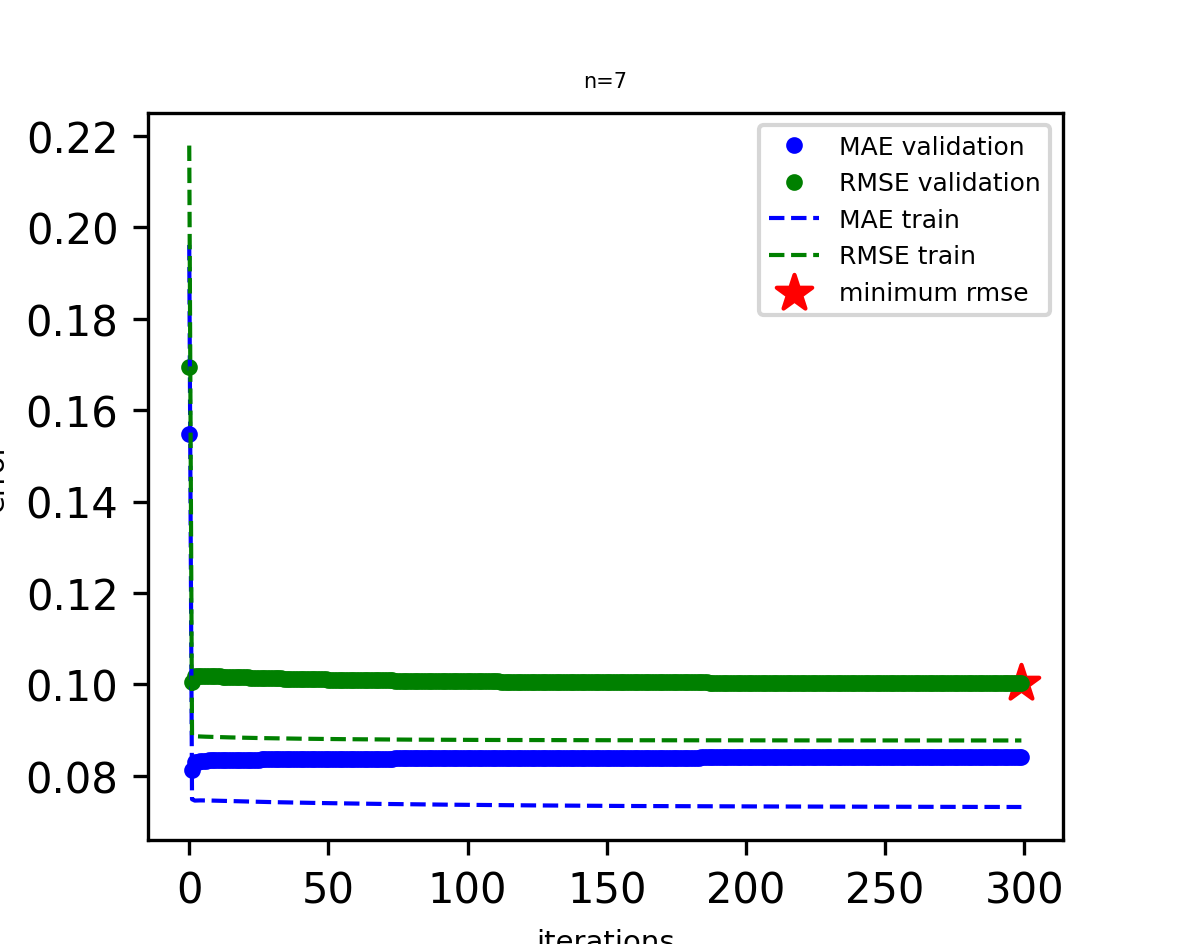 n=7
0.22
0.20
0.18
0.16
0.14
0.12
0.10
0.08
MAE validation
RMSE validation
MAE train
RMSE train
minimum rmse
0 50 100 150 200 250 300
iterations